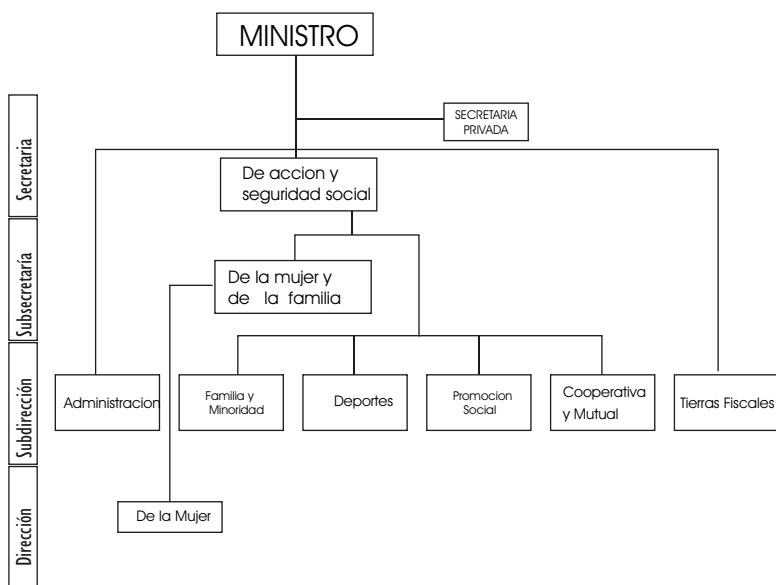 MINISTRO
SECRETARIA
PRIVADA
Secretaria
De accion y
seguridad social
Subsecretaría
De la mujer y
de la familia
Subdirección
Administracion
Familia y
Minoridad
Deportes
Promocion
Social
Cooperativa
y Mutual
Tierras Fiscales
Dirección
De la Mujer